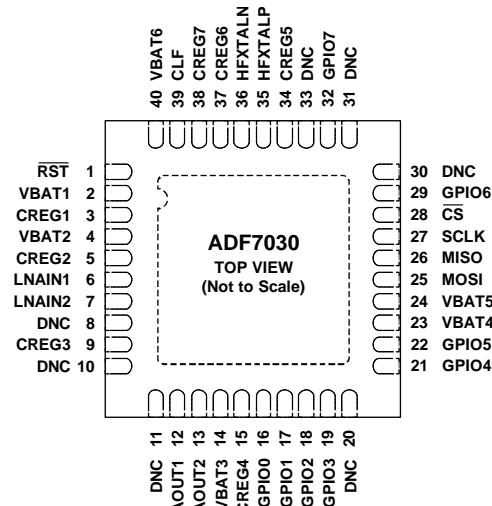 40 VBAT6
39 CLF
38 CREG7
37 CREG6
36 HFXTALN
35 HFXTALP
34 CREG5
33 DNC
32 GPIO7
31 DNC
RST 1
VBAT1 2
CREG1 3
VBAT2 4
CREG2 5
LNAIN1 6
LNAIN2 7
DNC 8
CREG3 9
DNC 10
ADF7030
TOP VIEW
(Not to Scale)
30 DNC
29 GPIO6
28 CS
27 SCLK
26 MISO
25 MOSI
24 VBAT5
23 VBAT4
22 GPIO5
21 GPIO4
DNC 11
AOUT1 12
AOUT2 13
VBAT3 14
CREG4 15
GPIO0 16
GPIO1 17
GPIO2 18
GPIO3 19
DNC 20